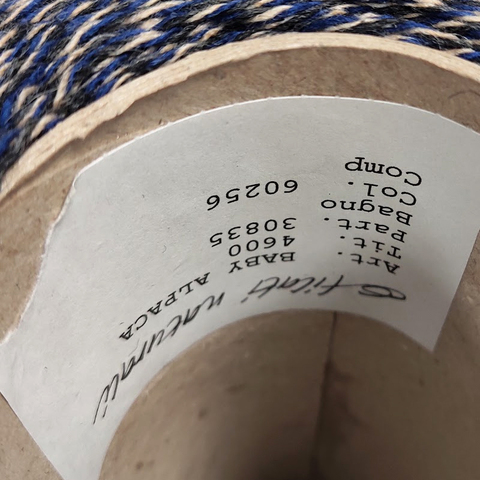 filati naturali
Art. BABY ALPACA
Tit. 4600
Part. 30835
Bagno
Col. 60256
Comp